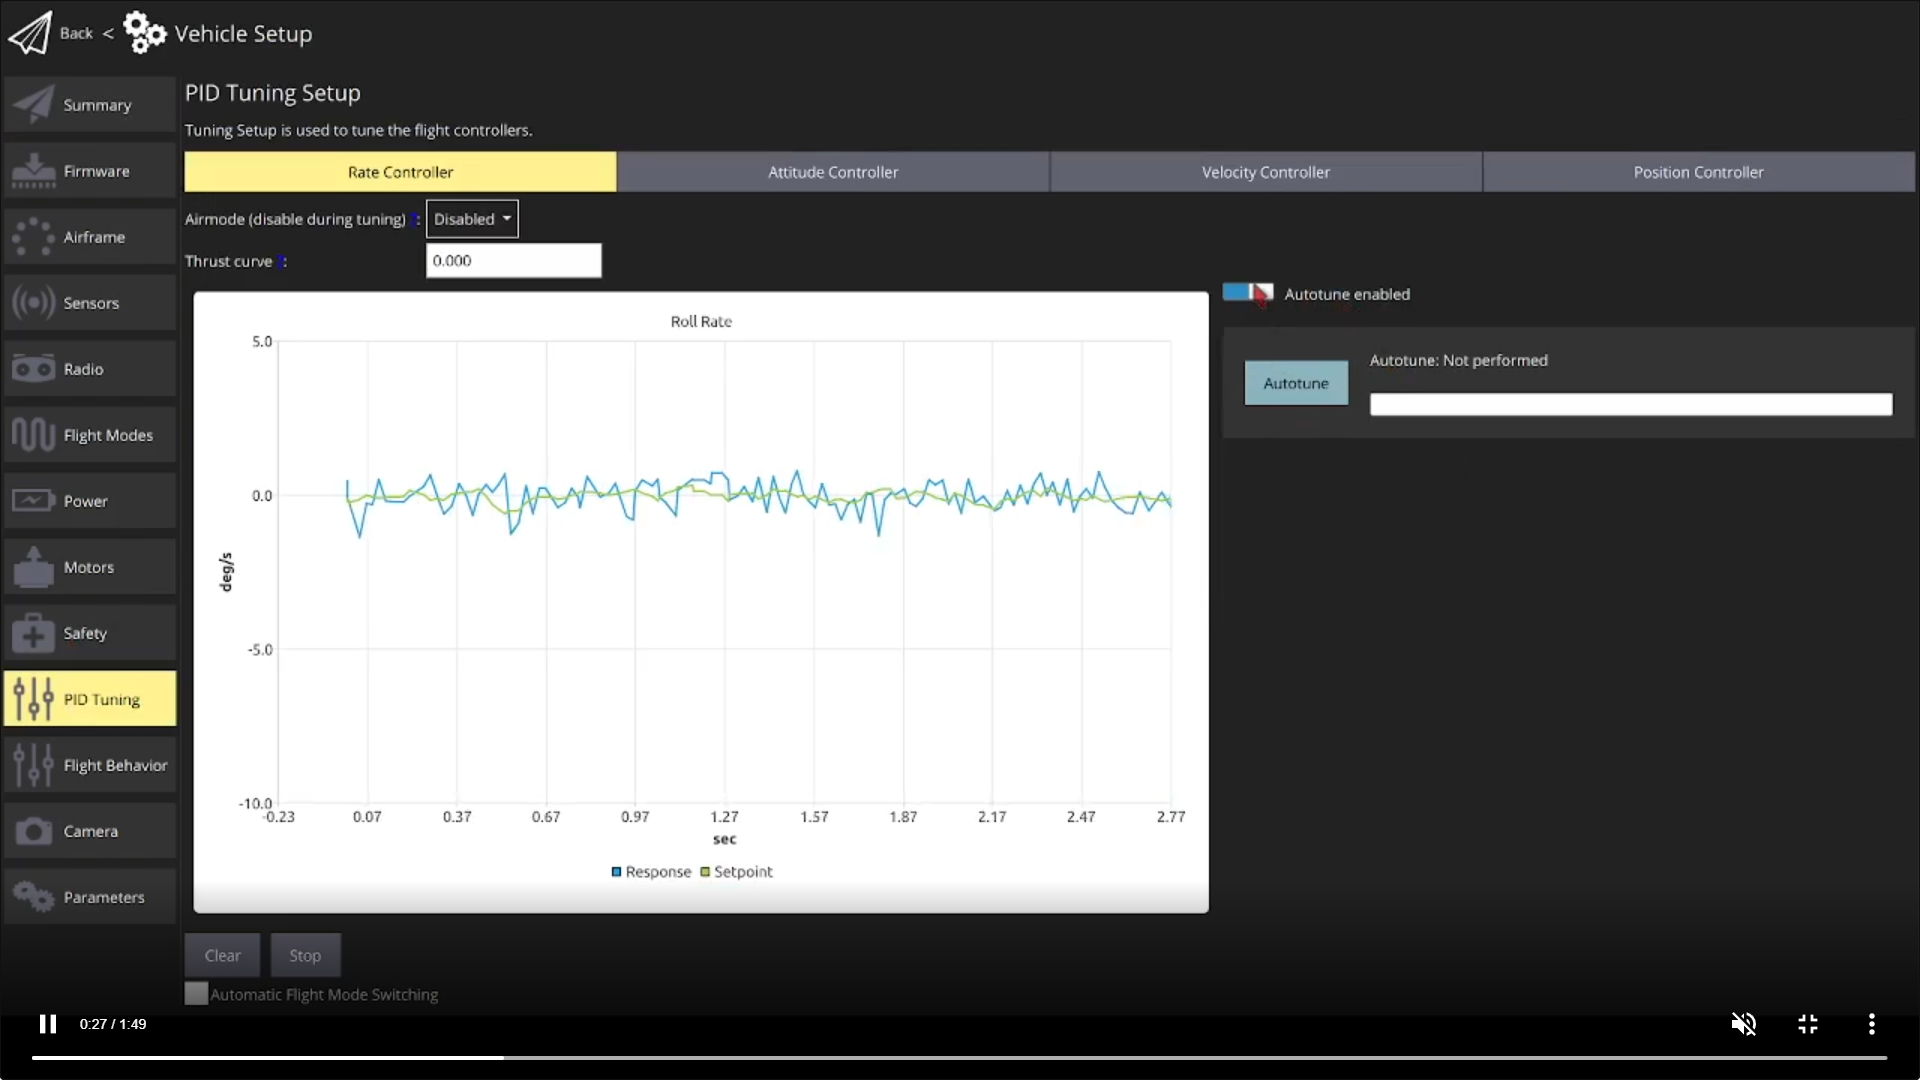 Back < Vehicle Setup
Summary
Firmware
Airframe
Sensors
Radio
Flight Modes
Power
Motors
Safety
PID Tuning
Flight Behavior
Camera
Parameters
PID Tuning Setup
Tuning Setup is used to tune the flight controllers.
Rate Controller Attitude Controller Velocity Controller Position Controller
Airmode (disable during tuning) : Disabled
Thrust curve : 0.000
Autotune enabled
Autotune Autotune: Not performed
Roll Rate
5.0
0.0
-5.0
-10.0
deg/s
-0.23 0.07 0.37 0.67 0.97 1.27 1.57 1.87 2.17 2.47 2.77
sec
Response Setpoint
Clear Stop
Automatic Flight Mode Switching
0:27 / 1:49